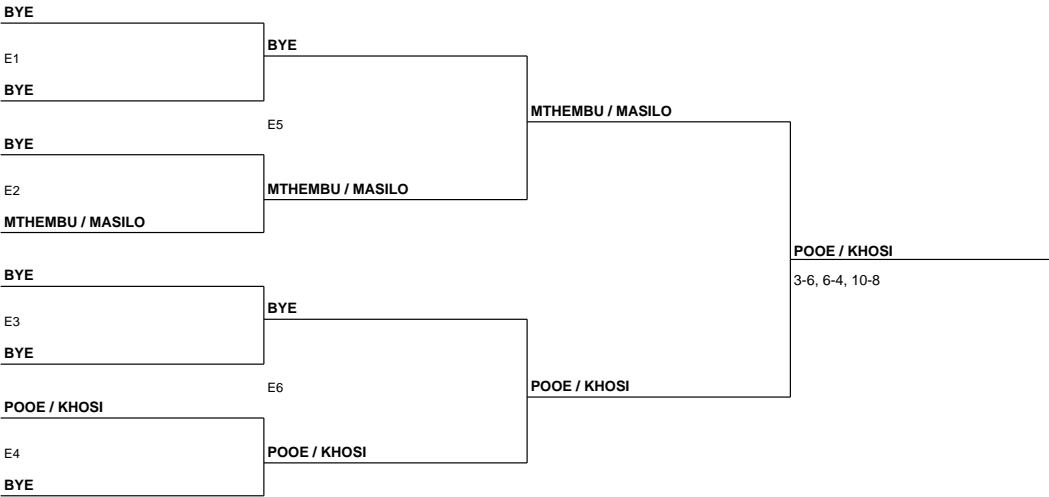 BYE
E1
BYE
BYE
E2
MTHEMBU / MASILO
BYE
E3
BYE
POOE / KHOSI
E4
BYE
BYE
E5
MTHEMBU / MASILO
BYE
E6
POOE / KHOSI
MTHEMBU / MASILO
POOE / KHOSI
POOE / KHOSI
3-6, 6-4, 10-8